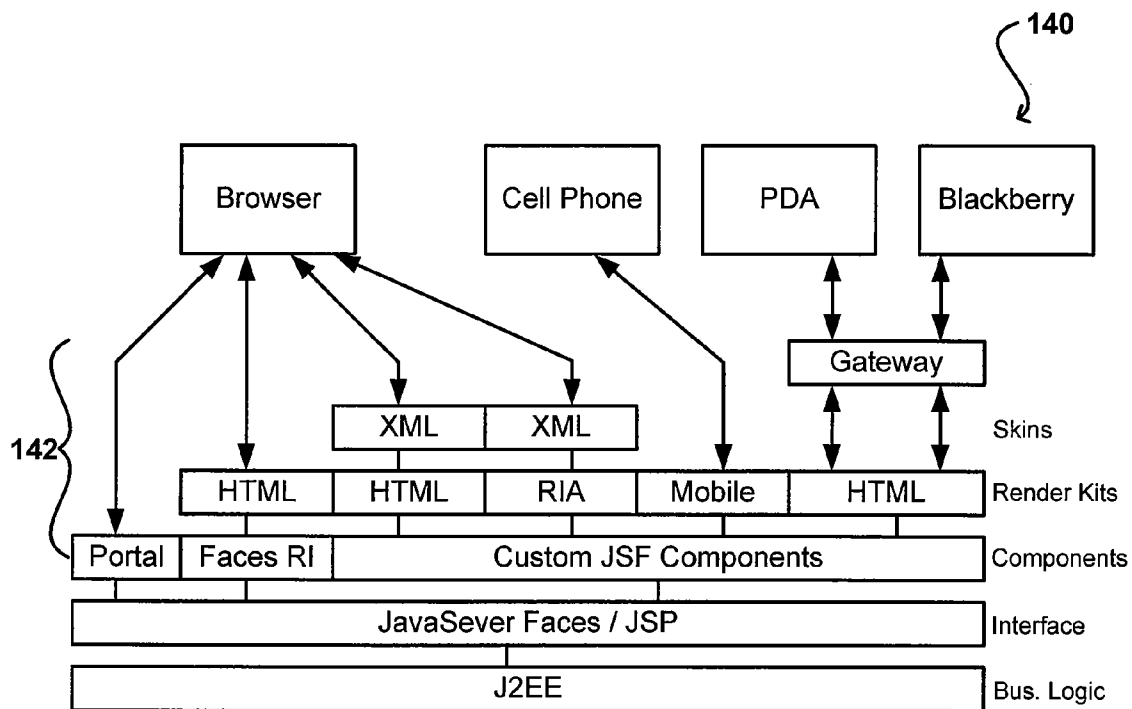 140
Browser
Cell Phone
PDA
Blackberry
Gateway
142
XML
XML
Skins
HTML
HTML
RIA
Mobile
HTML
Render Kits
Portal
Faces RI
Custom JSF Components
Components
JavaSever Faces / JSP
Interface
J2EE
Bus. Logic